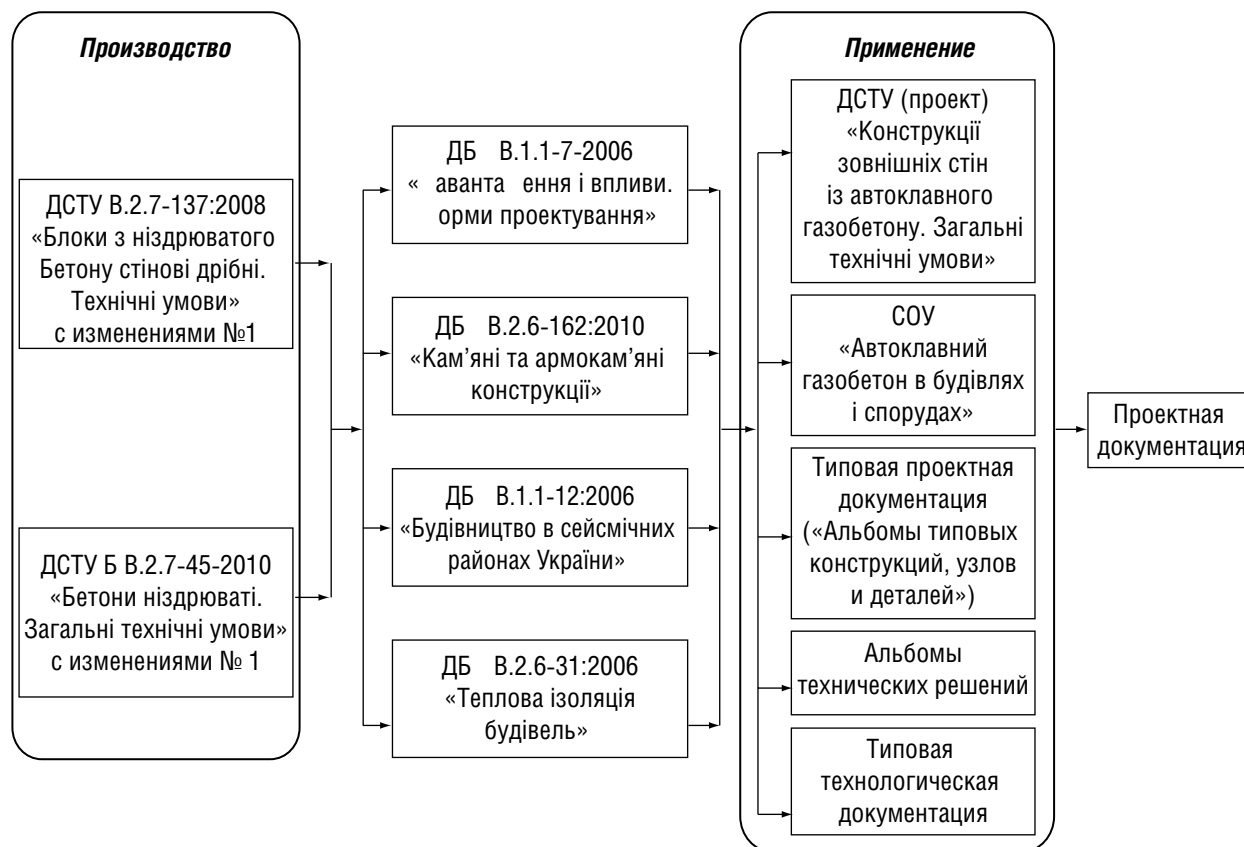 Производство
ДСТУ В.2.7-137:2008
«Блоки з ніздрюватого
Бетону стінові дрібні.
Технічні умови»
с изменениями №1
ДСТУ Б В.2.7-45-2010
«Бетони ніздрюваті.
Загальні технічні умови»
с изменениями № 1
ДБ В.1.1-7-2006
« аванта ення і впливи.
орми проектування»
ДБ В.2.6-162:2010
«Кам’яні та армокам’яні
конструкції»
ДБ В.1.1-12:2006
«Будівництво в сейсмічних
районах України»
ДБ В.2.6-31:2006
«Теплова ізоляція
будівель»
Применение
ДСТУ (проект)
«Конструкції
зовнішніх стін
із автоклавного
газобетону. Загальні
технічні умови»
СОУ
«Автоклавний
газобетон в будівлях
і спорудах»
Типовая проектная
документация
(«Альбомы типовых
конструкций, узлов
и деталей»)
Альбомы
технических решений
Типовая
технологическая
документация
Проектная
документация